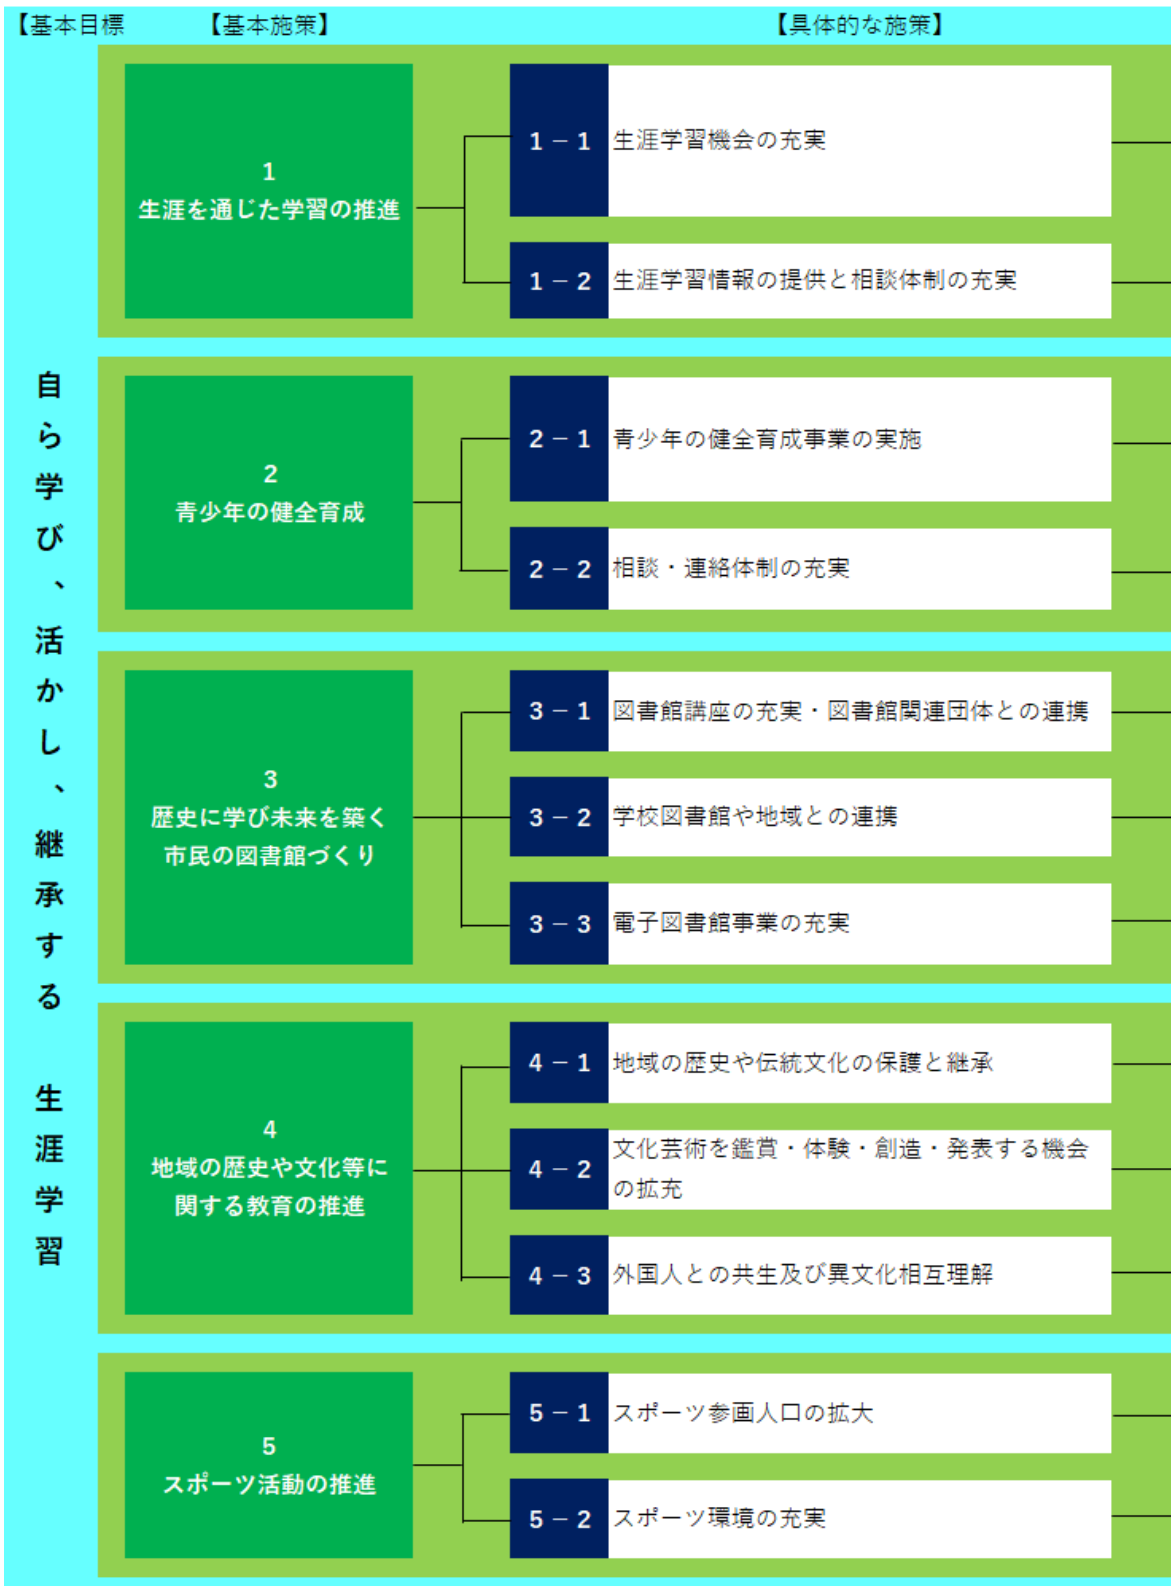 【基本目標
【基本施策】
【具体的な施策】
自ら学び、活かし、継承する　生涯学習
1
生涯を通じた学習の推進
1－1 生涯学習機会の充実
1－2 生涯学習情報の提供と相談体制の充実
2
青少年の健全育成
2－1 青少年の健全育成事業の実施
2－2 相談・連絡体制の充実
3
歴史に学び未来を築く
市民の図書館づくり
3－1 図書館講座の充実・図書館関連団体との連携
3－2 学校図書館や地域との連携
3－3 電子図書館事業の充実
4
地域の歴史や文化等に
関する教育の推進
4－1 地域の歴史や伝統文化の保護と継承
4－2 文化芸術を鑑賞・体験・創造・発表する機会
の拡充
4－3 外国人との共生及び異文化相互理解
5
スポーツ活動の推進
5－1 スポーツ参画人口の拡大
5－2 スポーツ環境の充実